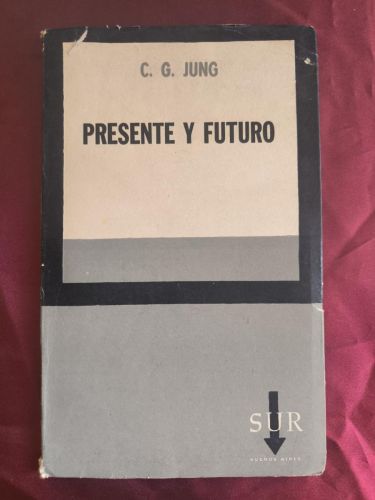 C. G. JUNG
PRESENTE Y FUTURO
SUR
BUENOS AIRES